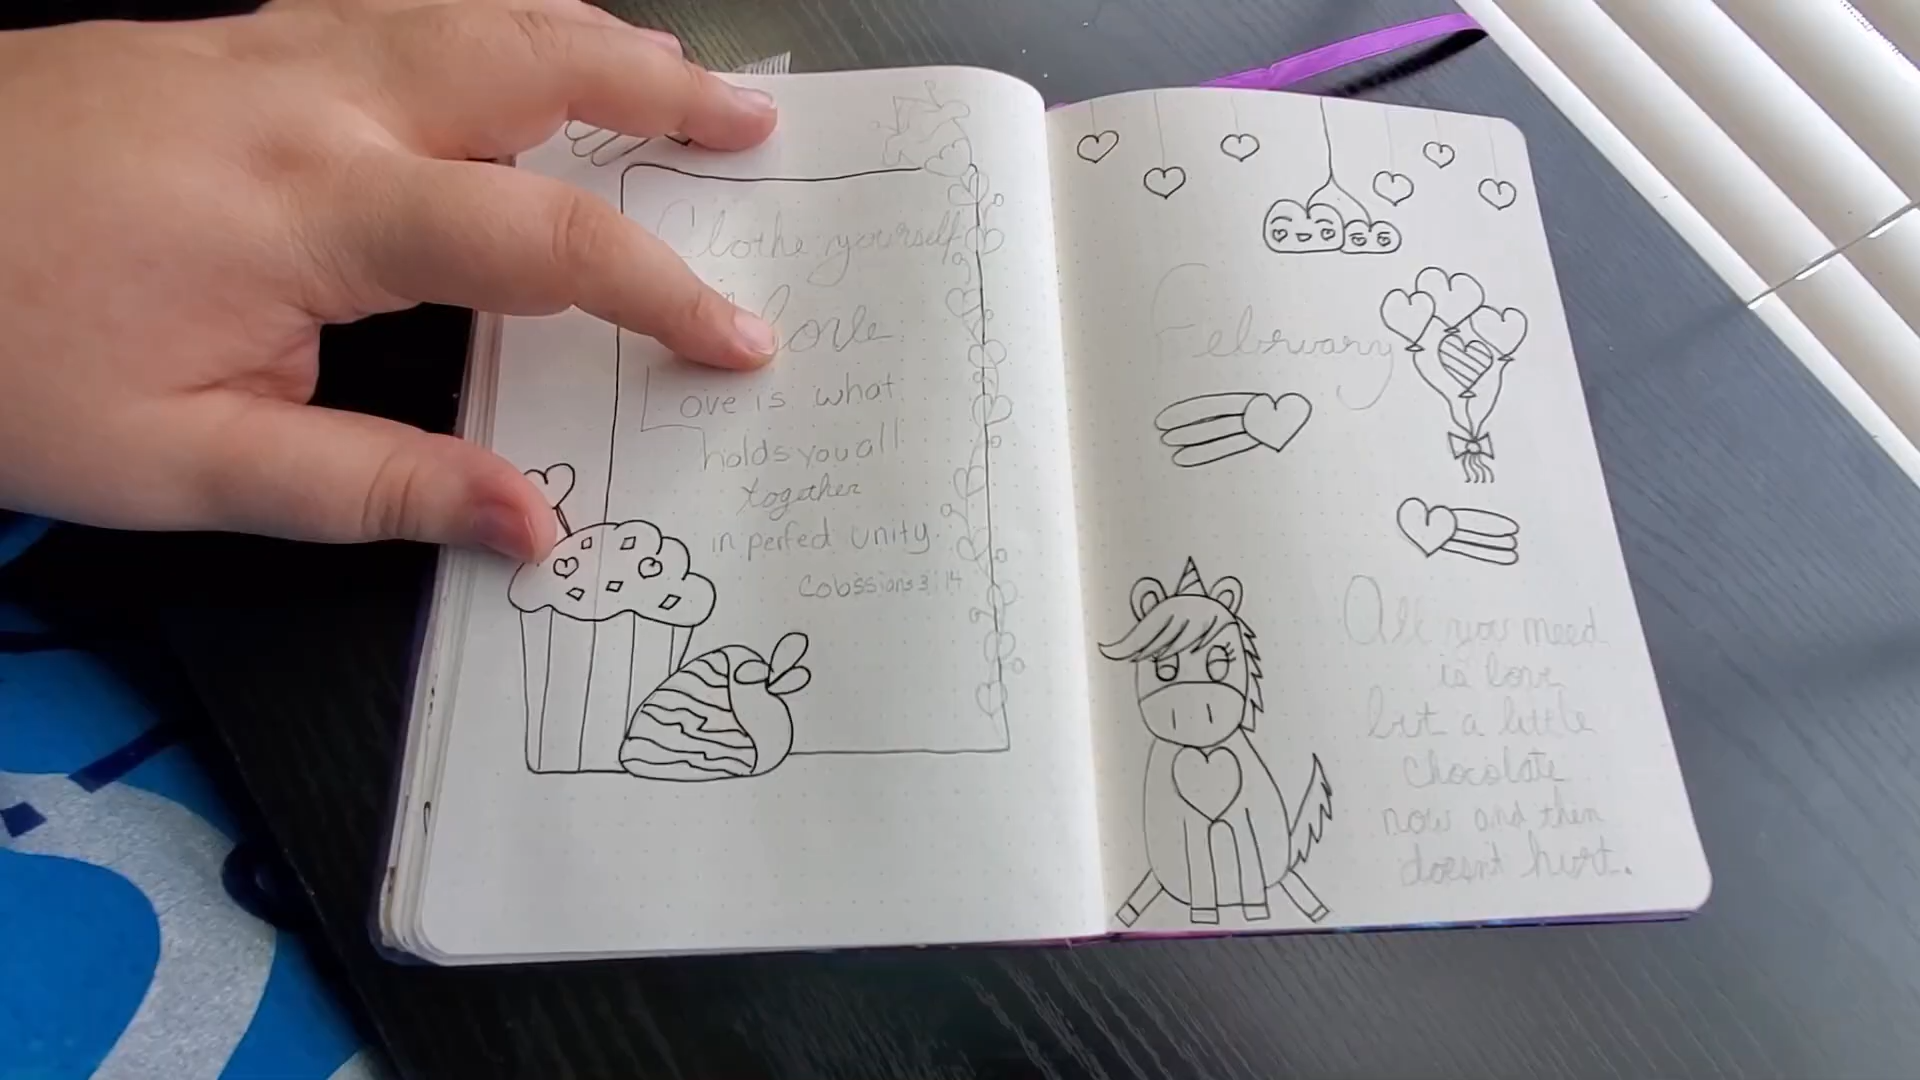 Clothe yourself
in
love
Love is what
holds you all
together
in perfect unity.
Colossians 3:14
February
All you need
is love
but a little
chocolate
now and then
doesn't hurt.